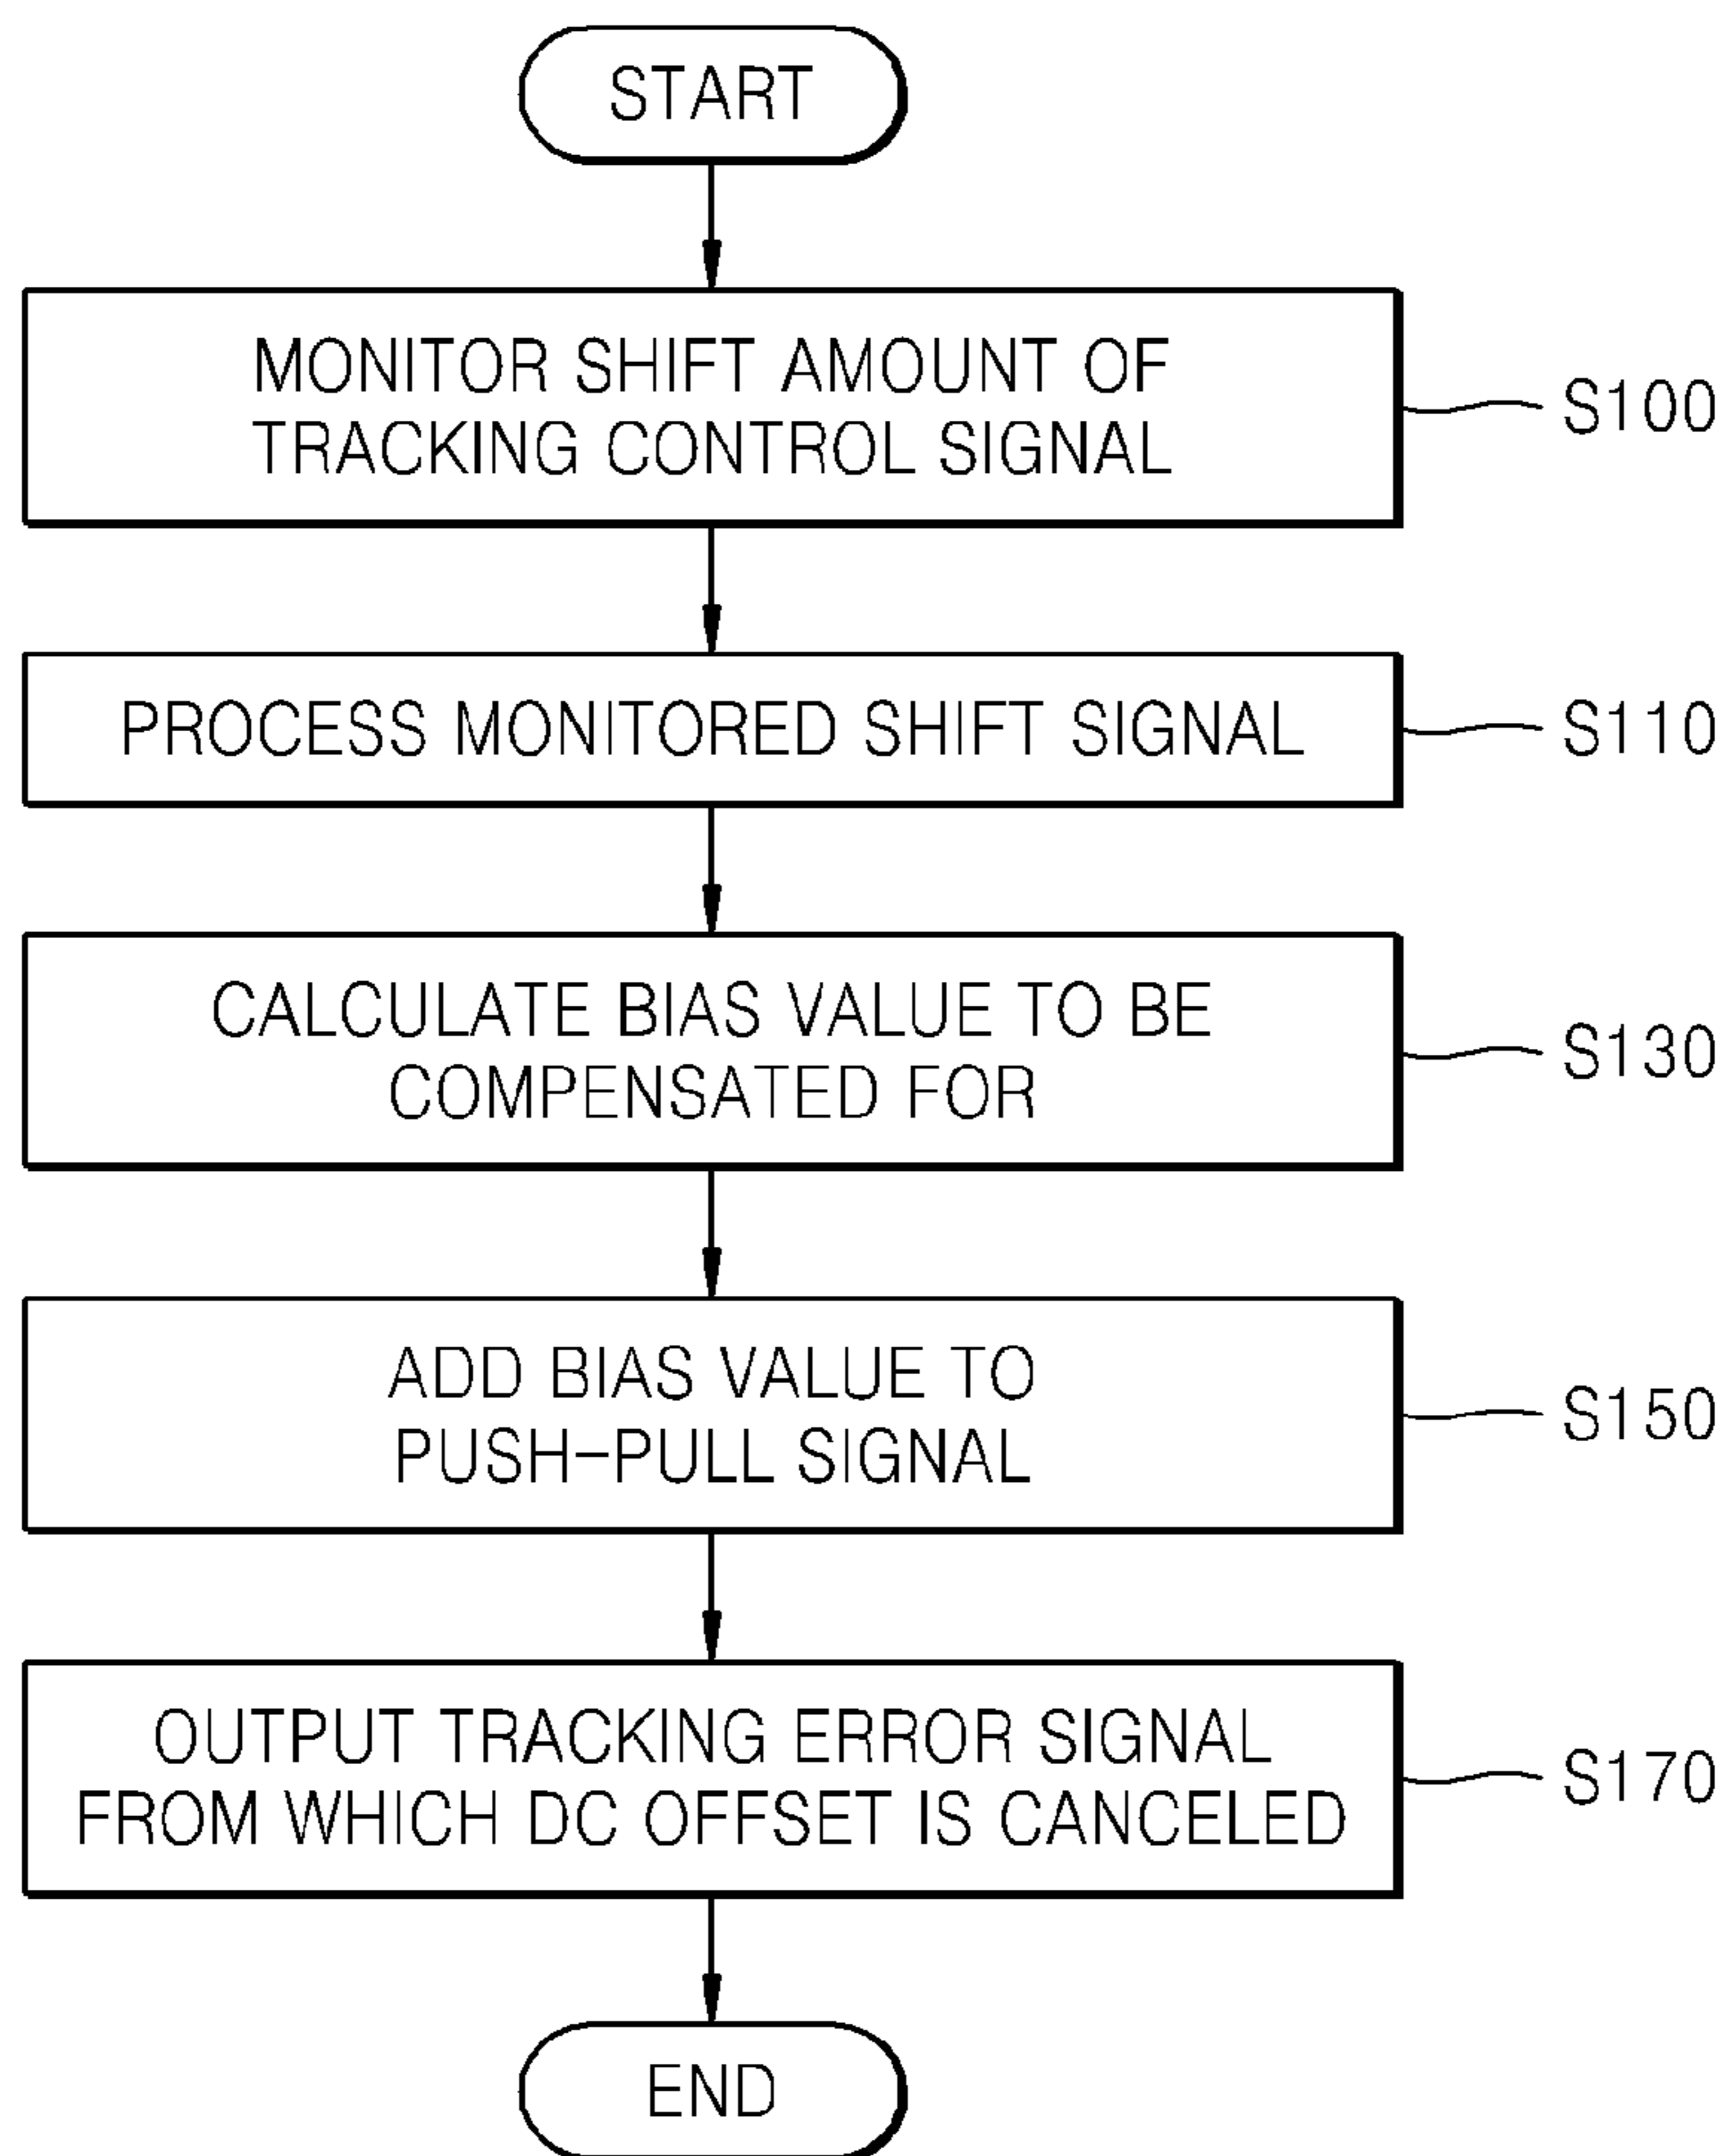 START
MONITOR SHIFT AMOUNT OF
TRACKING CONTROL SIGNAL
S100
PROCESS MONITORED SHIFT SIGNAL
S110
CALCULATE BIAS VALUE TO BE
COMPENSATED FOR
S130
ADD BIAS VALUE TO
PUSH-PULL SIGNAL
S150
OUTPUT TRACKING ERROR SIGNAL
FROM WHICH DC OFFSET IS CANCELED
S170
END